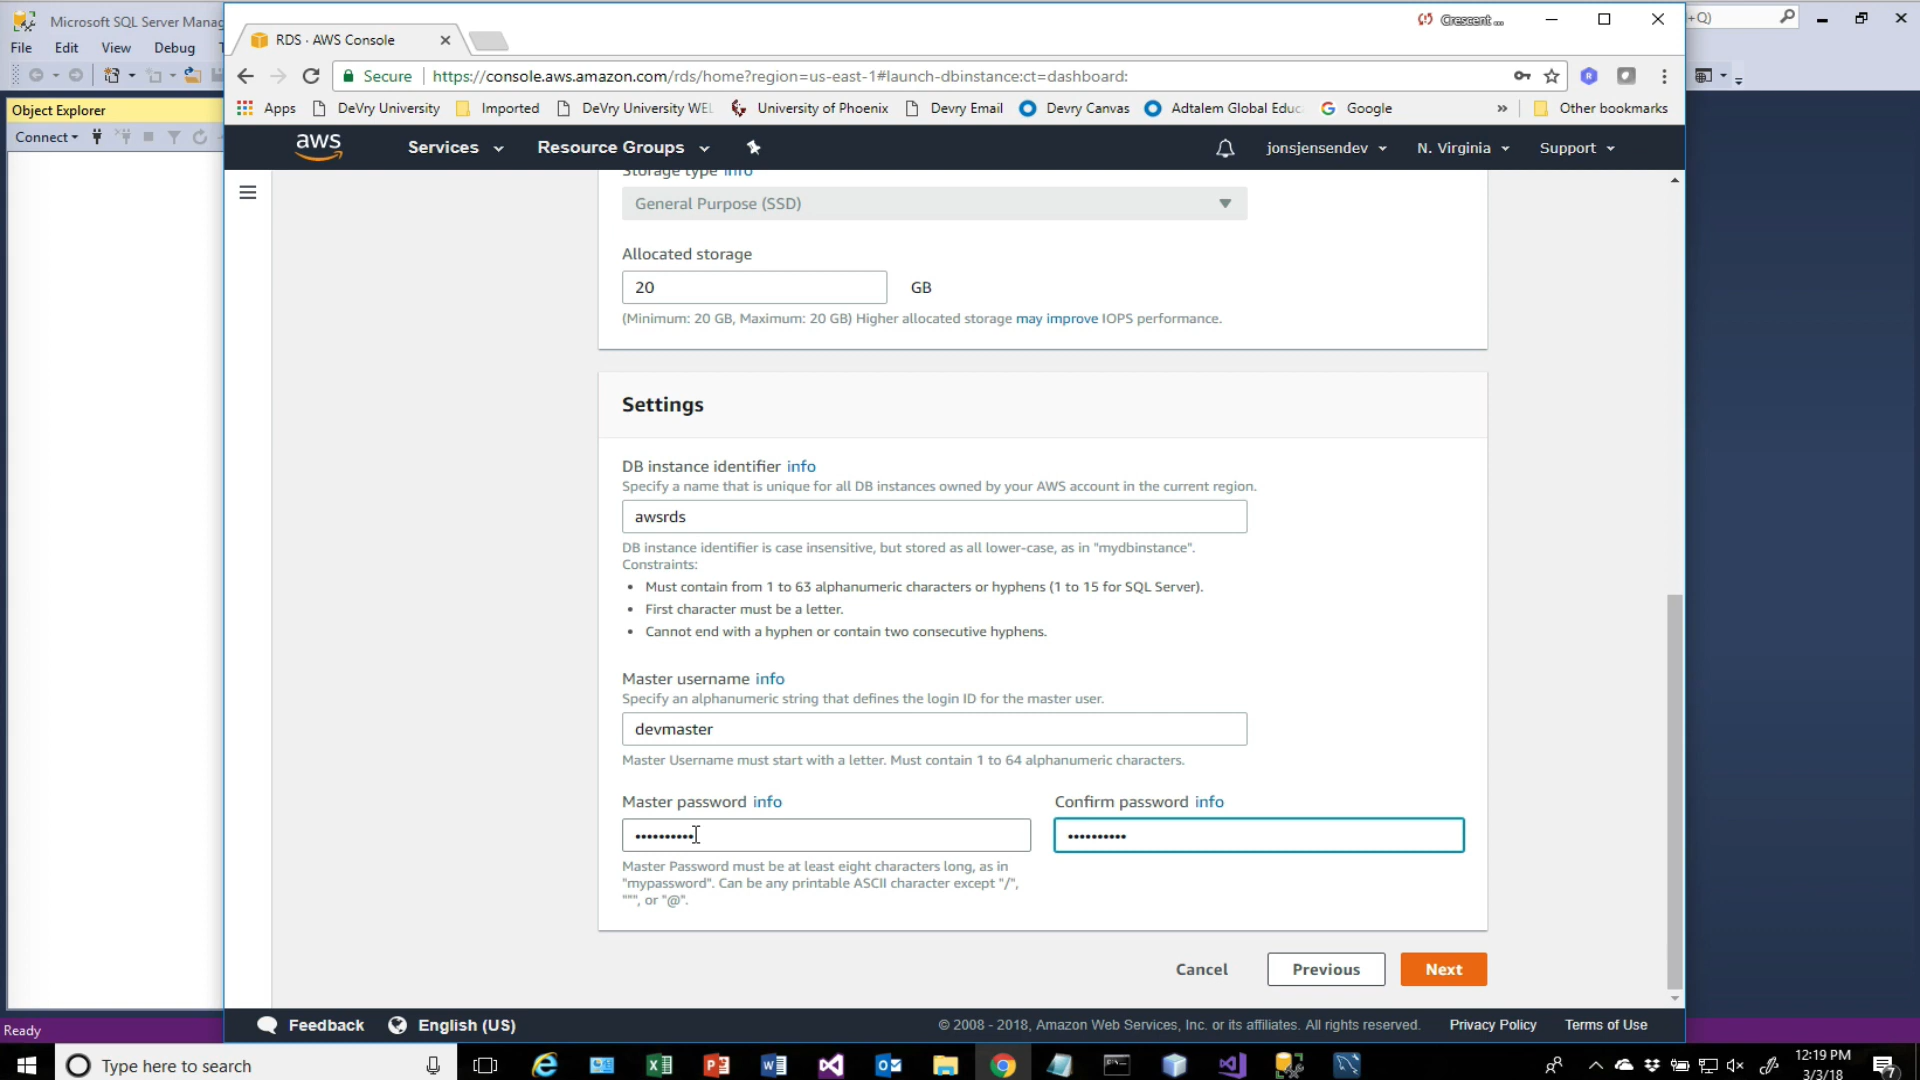 Microsoft SQL Server Manag
File Edit View Debug
Object Explorer
Connect
Ready
RDS · AWS Console
Crescent ...
+Q)
Secure https://console.aws.amazon.com/rds/home?region=us-east-1#launch-dbinstance:ct=dashboard:
Apps DeVry University Imported DeVry University WEL University of Phoenix Devry Email Devry Canvas Adtalem Global Educ Google » Other bookmarks
aws Services Resource Groups jonsjensendev N. Virginia Support
Storage type info
General Purpose (SSD)
Allocated storage
20 GB
(Minimum: 20 GB, Maximum: 20 GB) Higher allocated storage may improve IOPS performance.
Settings
DB instance identifier info
Specify a name that is unique for all DB instances owned by your AWS account in the current region.
awsrds
DB instance identifier is case insensitive, but stored as all lower-case, as in "mydbinstance".
Constraints:
• Must contain from 1 to 63 alphanumeric characters or hyphens (1 to 15 for SQL Server).
• First character must be a letter.
• Cannot end with a hyphen or contain two consecutive hyphens.
Master username info
Specify an alphanumeric string that defines the login ID for the master user.
devmaster
Master Username must start with a letter. Must contain 1 to 64 alphanumeric characters.
Master password info Confirm password info
•••••••••• ••••••••••
Master Password must be at least eight characters long, as in
"mypassword". Can be any printable ASCII character except "/",
""", or "@".
Cancel Previous Next
Feedback English (US) © 2008 - 2018, Amazon Web Services, Inc. or its affiliates. All rights reserved. Privacy Policy Terms of Use
Type here to search
12:19 PM
3/3/18
7